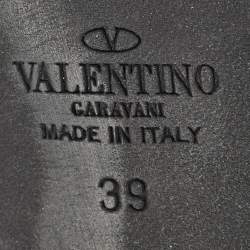 VALENTINO
GARAVANI
MADE IN ITALY
39